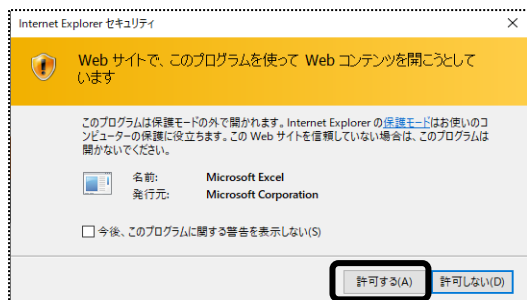 Internet Explorer セキュリティ
Web サイトで、このプログラムを使って Web コンテンツを開こうとして
います
このプログラムは保護モードの外で開かれます。Internet Explorer の保護モードはお使いのコ
ンピューターの保護に役立ちます。この Web サイトを信頼していない場合は、このプログラムは
開かないでください。
名前: Microsoft Excel
発行元: Microsoft Corporation
今後、このプログラムに関する警告を表示しない(S)
許可する(A) 許可しない(D)